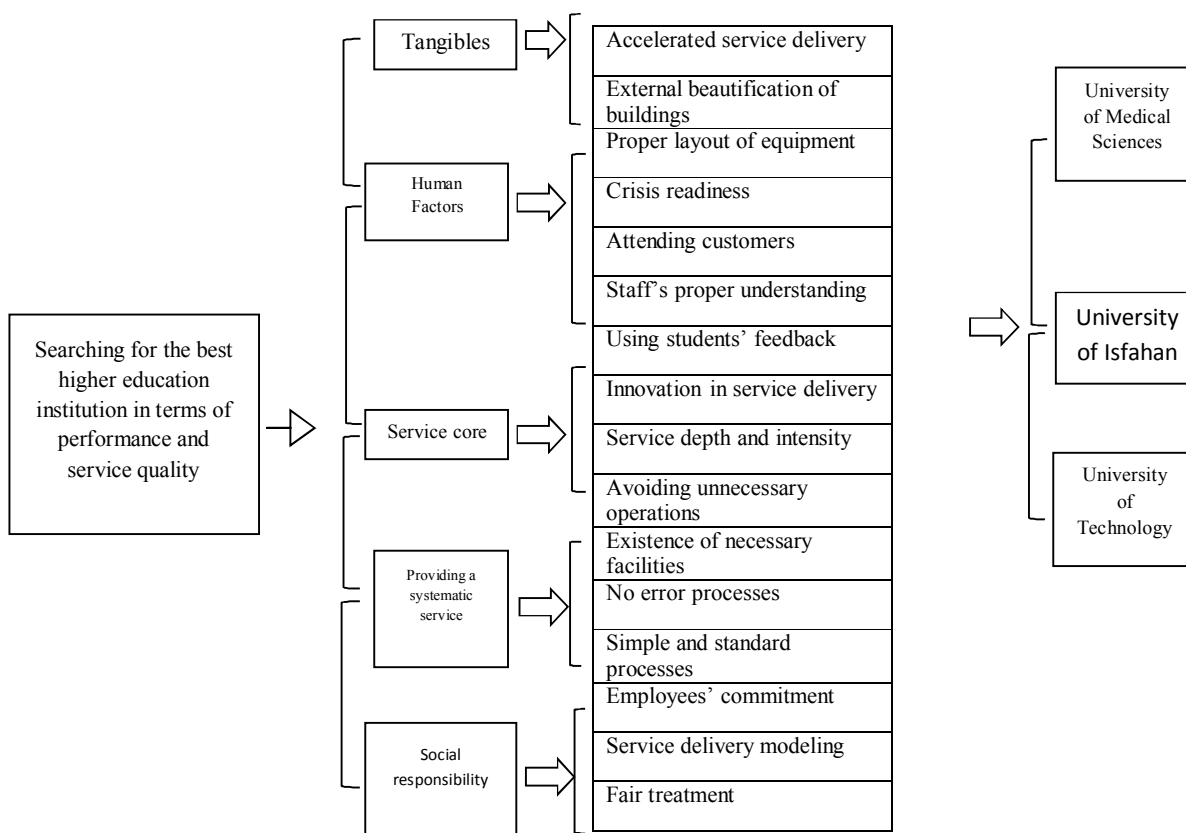 Searching for the best
higher education
institution in terms of
performance and
service quality
Tangibles
Human
Factors
Service core
Providing a
systematic
service
Social
responsibility
Accelerated service delivery
External beautification of
buildings
Proper layout of equipment
Crisis readiness
Attending customers
Staff’s proper understanding
Using students’ feedback
Innovation in service delivery
Service depth and intensity
Avoiding unnecessary
operations
Existence of necessary
facilities
No error processes
Simple and standard
processes
Employees’ commitment
Service delivery modeling
Fair treatment
University
of Medical
Sciences
University
of Isfahan
University
of
Technology